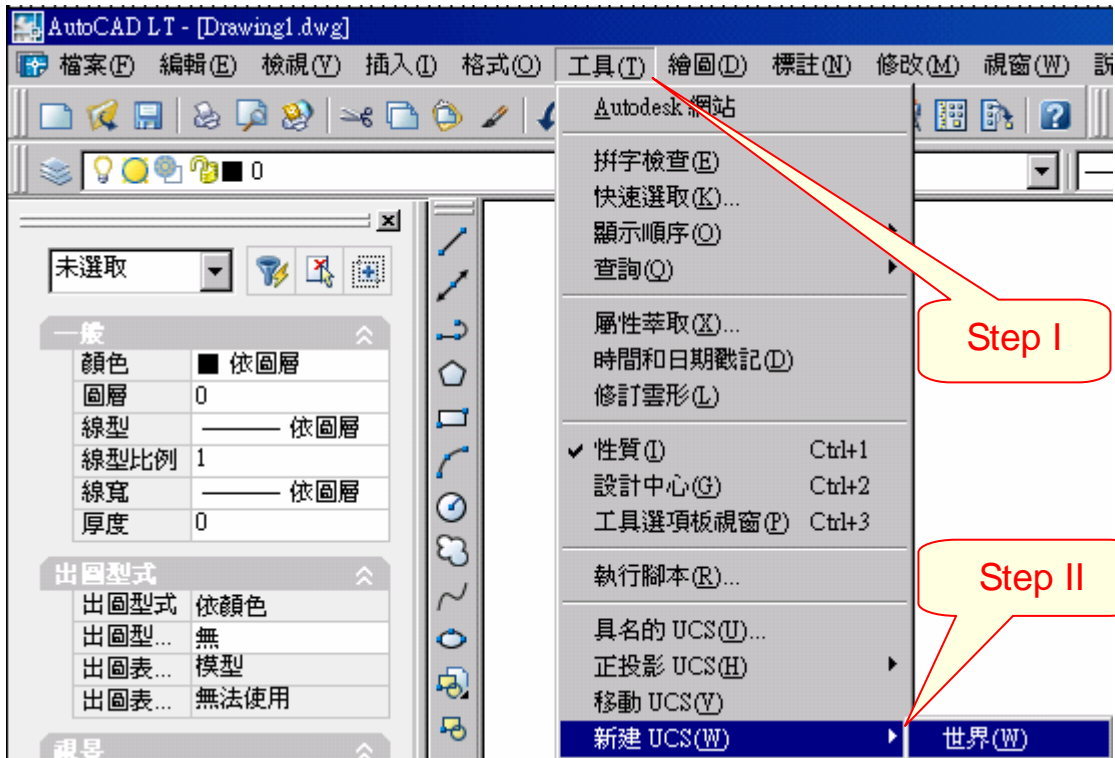 AutoCAD LT - [Drawing1.dwg]
檔案(F) 編輯(E) 檢視(V) 插入(I) 格式(O) 工具(T) 繪圖(D) 標註(N) 修改(M) 視窗(W)
0
未選取
一般
顏色 依圖層
圖層 0
線型 依圖層
線型比例 1
線寬 依圖層
厚度 0
出圖型式
出圖型式 依顏色
出圖型... 無
出圖表... 模型
出圖表... 無法使用
視景
Autodesk 網站
拼字檢查(E)
快速選取(K)...
顯示順序(O)
查詢(Q)
屬性萃取(X)...
時間和日期戳記(D)
修訂雲形(L)
性質(I) Ctrl+1
設計中心(G) Ctrl+2
工具選項板視窗(P) Ctrl+3
執行腳本(R)...
具名的 UCS(U)...
正投影 UCS(H)
移動 UCS(V)
新建 UCS(W)
世界(W)
Step I
Step II